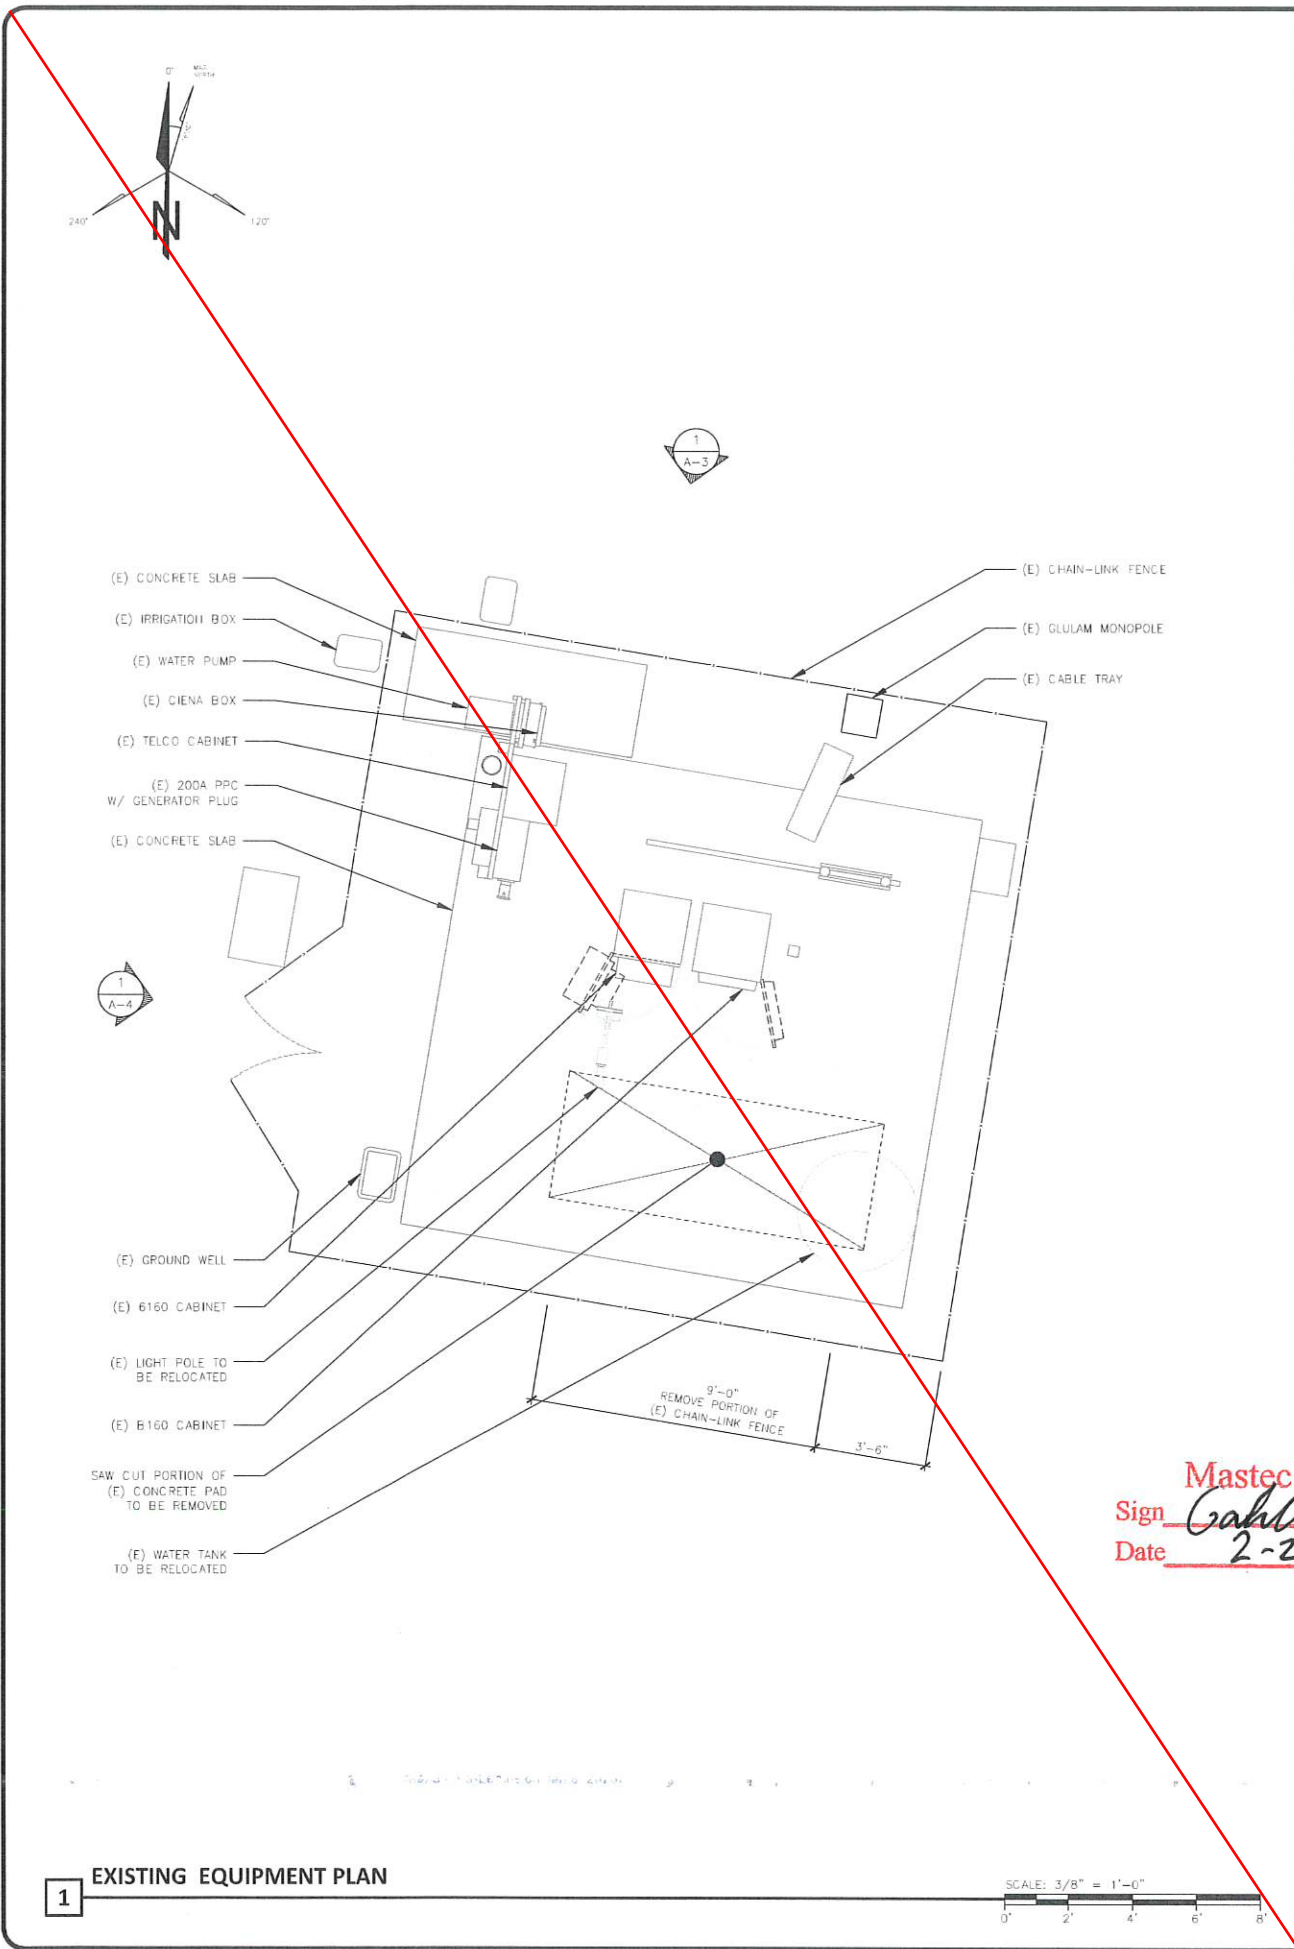 0°
MAG
NORTH
240°
120°
N
1
A-3
(E) CONCRETE SLAB
(E) IRRIGATION BOX
(E) WATER PUMP
(E) CIENA BOX
(E) TELCO CABINET
(E) 200A PPC
W/ GENERATOR PLUG
(E) CONCRETE SLAB
(E) CHAIN-LINK FENCE
(E) GLULAM MONOPOLE
(E) CABLE TRAY
1
A-4
(E) GROUND WELL
(E) 6160 CABINET
(E) LIGHT POLE TO
BE RELOCATED
(E) B160 CABINET
SAW CUT PORTION OF
(E) CONCRETE PAD
TO BE REMOVED
(E) WATER TANK
TO BE RELOCATED
9'-0"
REMOVE PORTION OF
(E) CHAIN-LINK FENCE
3'-6"
Mastec
Sign
Date 2-2
1 EXISTING EQUIPMENT PLAN
SCALE: 3/8" = 1'-0"
0' 2' 4' 6' 8'